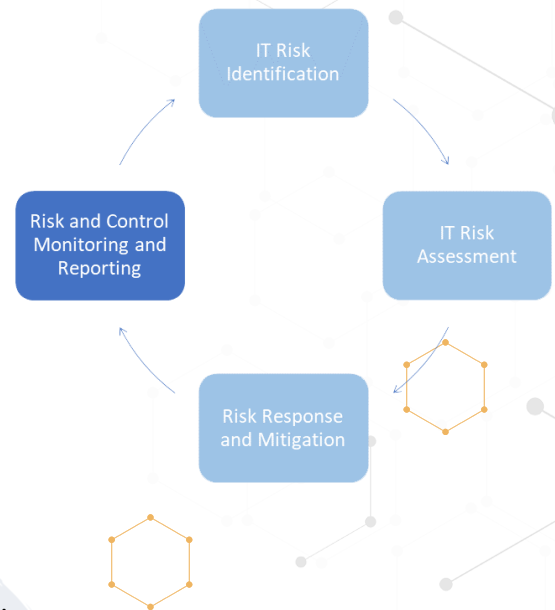 IT Risk
Identification
Risk and Control
Monitoring and
Reporting
IT Risk
Assessment
Risk Response
and Mitigation